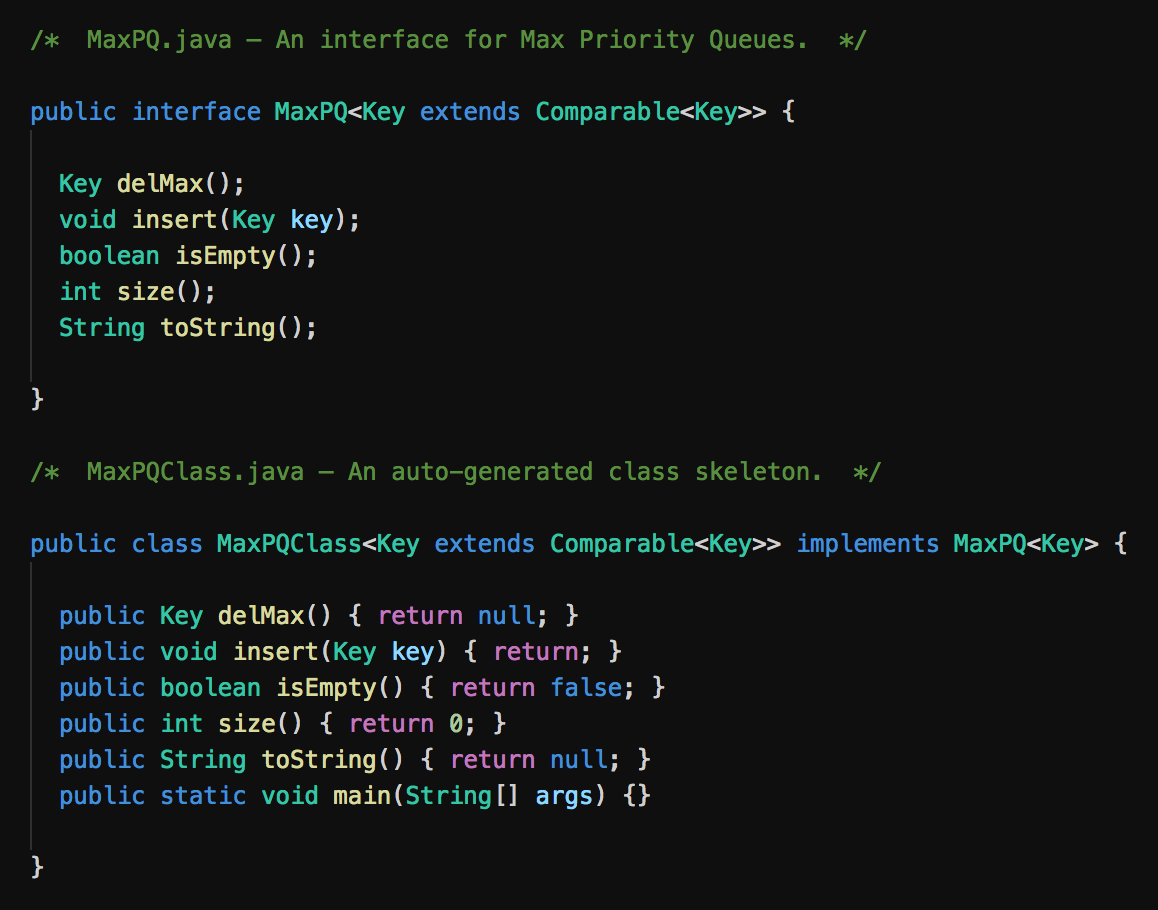 /*  MaxPQ.java – An interface for Max Priority Queues.  */
public interface MaxPQ<Key extends Comparable<Key>> {
Key delMax();
void insert(Key key);
boolean isEmpty();
int size();
String toString();
}
/*  MaxPQClass.java – An auto-generated class skeleton.  */
public class MaxPQClass<Key extends Comparable<Key>> implements MaxPQ<Key> {
public Key delMax() { return null; }
public void insert(Key key) { return; }
public boolean isEmpty() { return false; }
public int size() { return 0; }
public String toString() { return null; }
public static void main(String[] args) {}
}